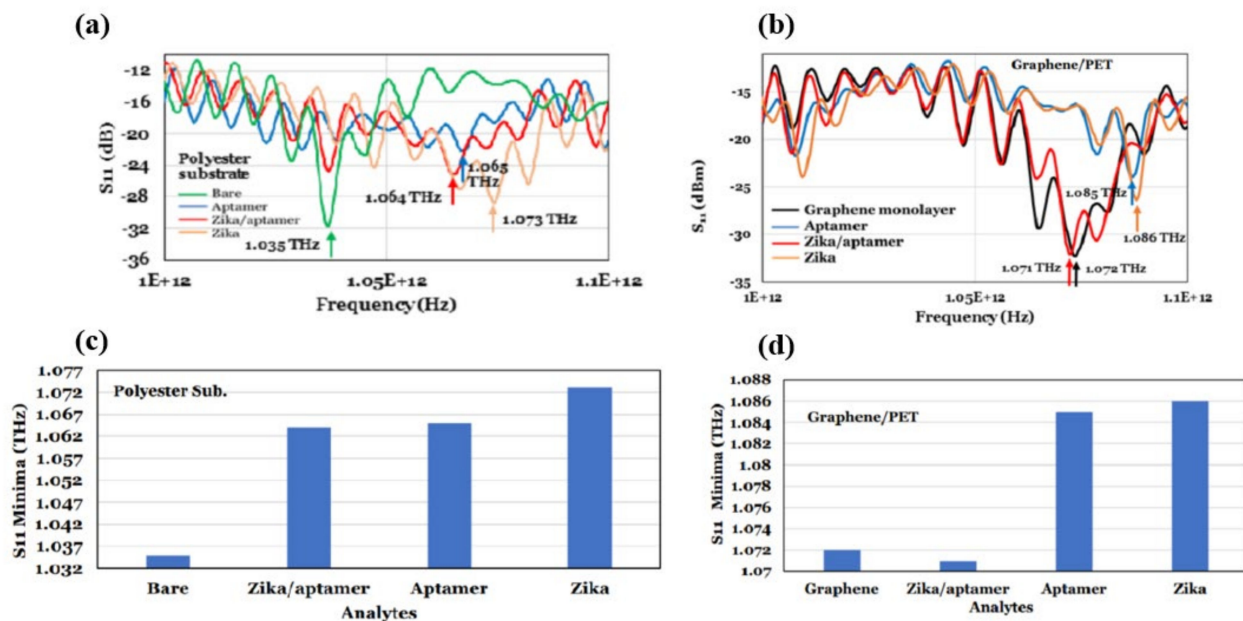 (a)
S11 (dB)
-12
-16
-20
-24
-28
-32
-36
Polyester
substrate
Bare
Aptamer
Zika/aptamer
Zika
1.035 THz
1.064 THz
1.065
THz
1.073 THz
1E+12
1.05E+12
1.1E+12
Frequency (Hz)
(b)
Graphene/PET
S11 (dBm)
-15
-20
-25
-30
-35
Graphene monolayer
Aptamer
Zika/aptamer
Zika
1.085 THz
1.086 THz
1.071 THz
1.072 THz
1E+12
1.05E+12
1.1E+12
Frequency (Hz)
(c)
Polyester Sub.
S11 Minima (THz)
1.077
1.072
1.067
1.062
1.057
1.052
1.047
1.042
1.037
1.032
Bare
Zika/aptamer
Aptamer
Zika
Analytes
(d)
Graphene/PET
S11 Minima (THz)
1.088
1.086
1.084
1.082
1.08
1.078
1.076
1.074
1.072
1.07
Graphene
Zika/aptamer
Aptamer
Zika
Analytes